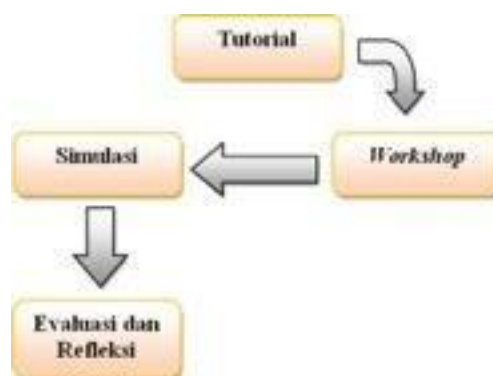 Tutorial
Workshop
Simulasi
Evaluasi dan
Refleksi